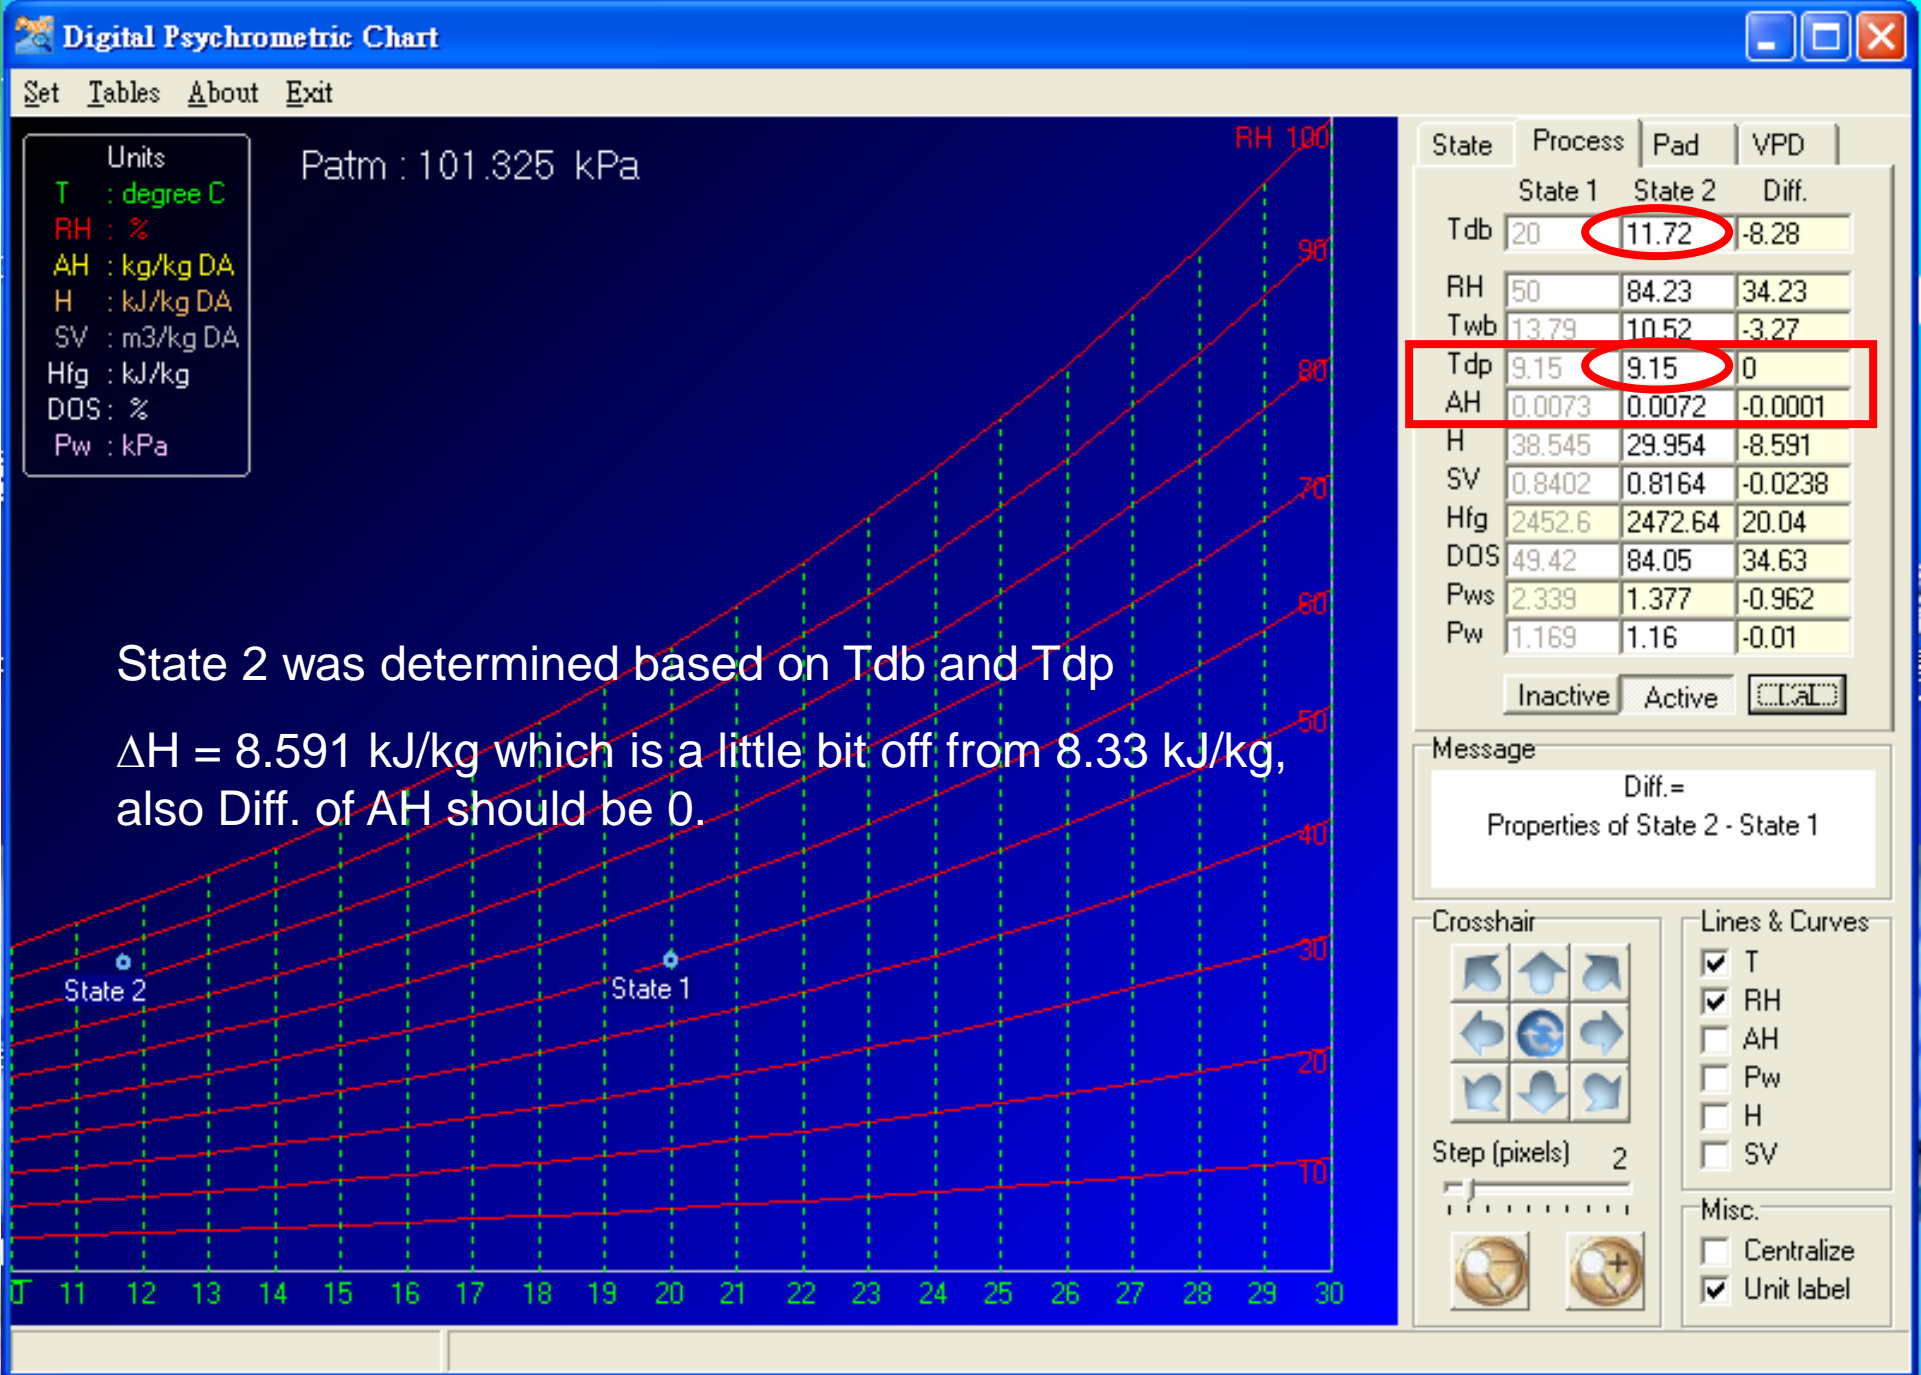 Digital Psychrometric Chart
Set Tables About Exit
Units
T : degree C
RH : %
AH : kg/kg DA
H : kJ/kg DA
SV : m3/kg DA
Hfg : kJ/kg
DOS : %
Pw : kPa
Patm : 101.325 kPa
RH 100
90
80
70
60
50
40
30
20
10
State 2 was determined based on Tdb and Tdp
ΔH = 8.591 kJ/kg which is a little bit off from 8.33 kJ/kg,
also Diff. of AH should be 0.
State 2
State 1
T 11 12 13 14 15 16 17 18 19 20 21 22 23 24 25 26 27 28 29 30
State Process Pad VPD
State 1 State 2 Diff.
Tdb 20 11.72 -8.28
RH 50 84.23 34.23
Twb 13.79 10.52 -3.27
Tdp 9.15 9.15 0
AH 0.0073 0.0072 -0.0001
H 38.545 29.954 -8.591
SV 0.8402 0.8164 -0.0238
Hfg 2452.6 2472.64 20.04
DOS 49.42 84.05 34.63
Pws 2.339 1.377 -0.962
Pw 1.169 1.16 -0.01
Inactive Active Cal
Message
Diff.=
Properties of State 2 - State 1
Crosshair
Step (pixels) 2
Lines & Curves
T
RH
AH
Pw
H
SV
Misc.
Centralize
Unit label